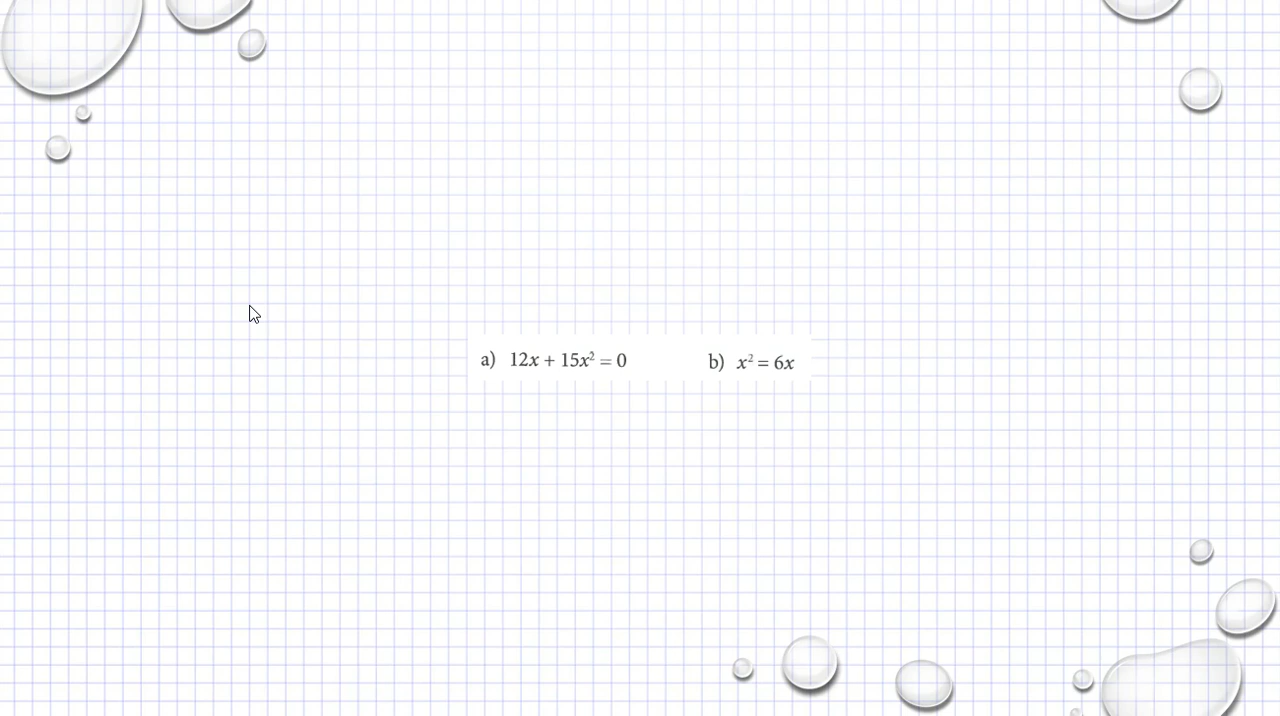 a) 12x + 15x² = 0 b) x² = 6x